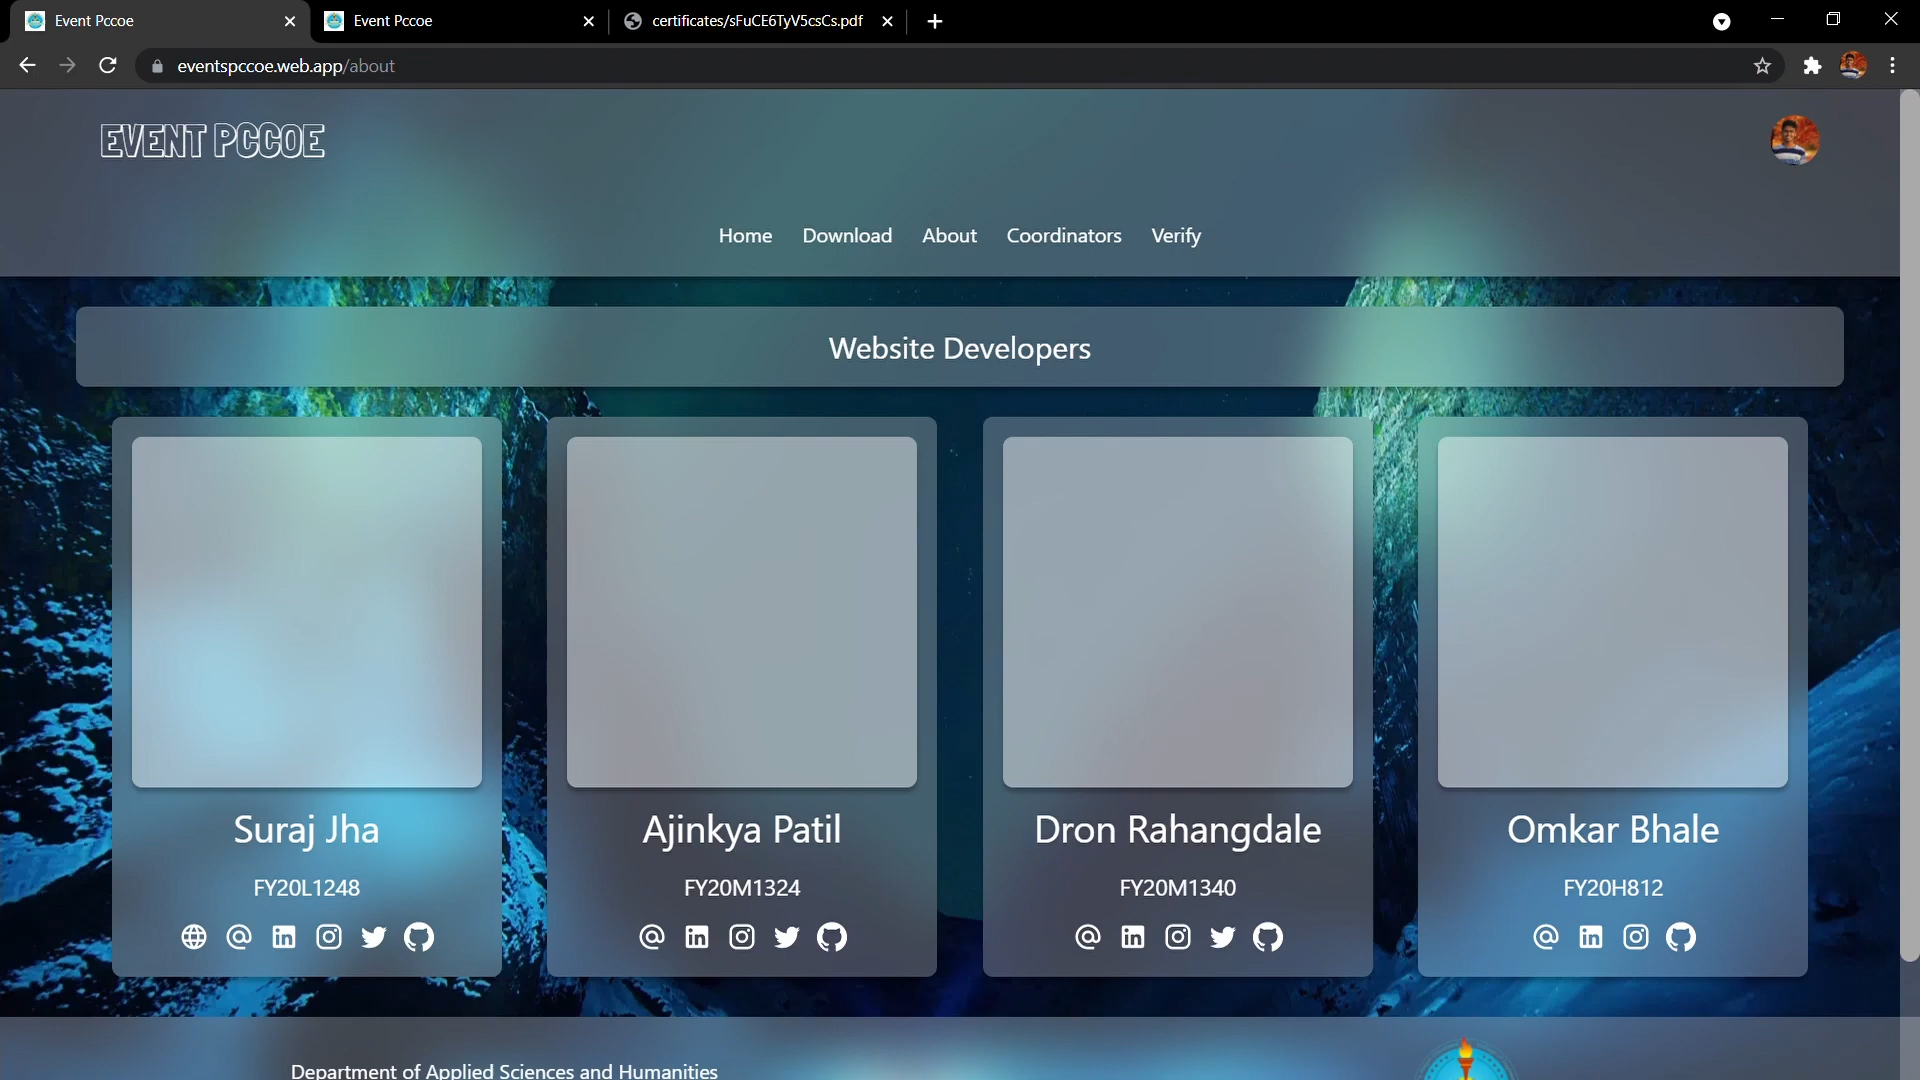 Event Pccoe
Event Pccoe
certificates/sFuCE6TyV5csCs.pdf
eventspccoe.web.app/about
EVENT PCCOE
Home Download About Coordinators Verify
Website Developers
Suraj Jha
FY20L1248
Ajinkya Patil
FY20M1324
Dron Rahangdale
FY20M1340
Omkar Bhale
FY20H812
Department of Applied Sciences and Humanities